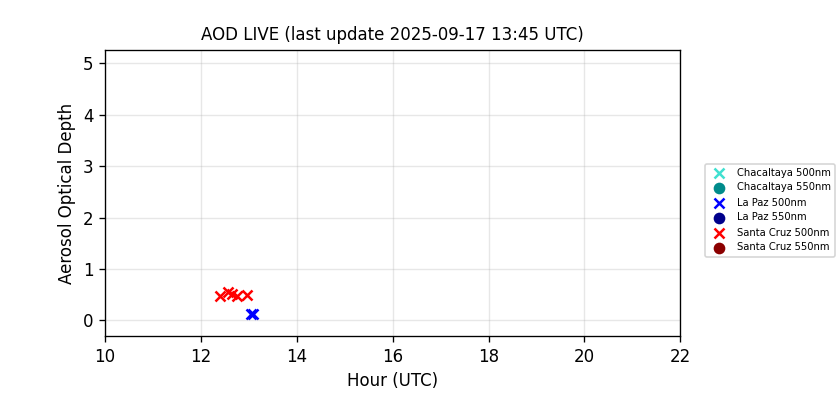 AOD LIVE (last update 2025-09-17 13:45 UTC)
5
4
3
2
1
0
Aerosol Optical Depth
10 12 14 16 18 20 22
Hour (UTC)
Chacaltaya 500nm
Chacaltaya 550nm
La Paz 500nm
La Paz 550nm
Santa Cruz 500nm
Santa Cruz 550nm